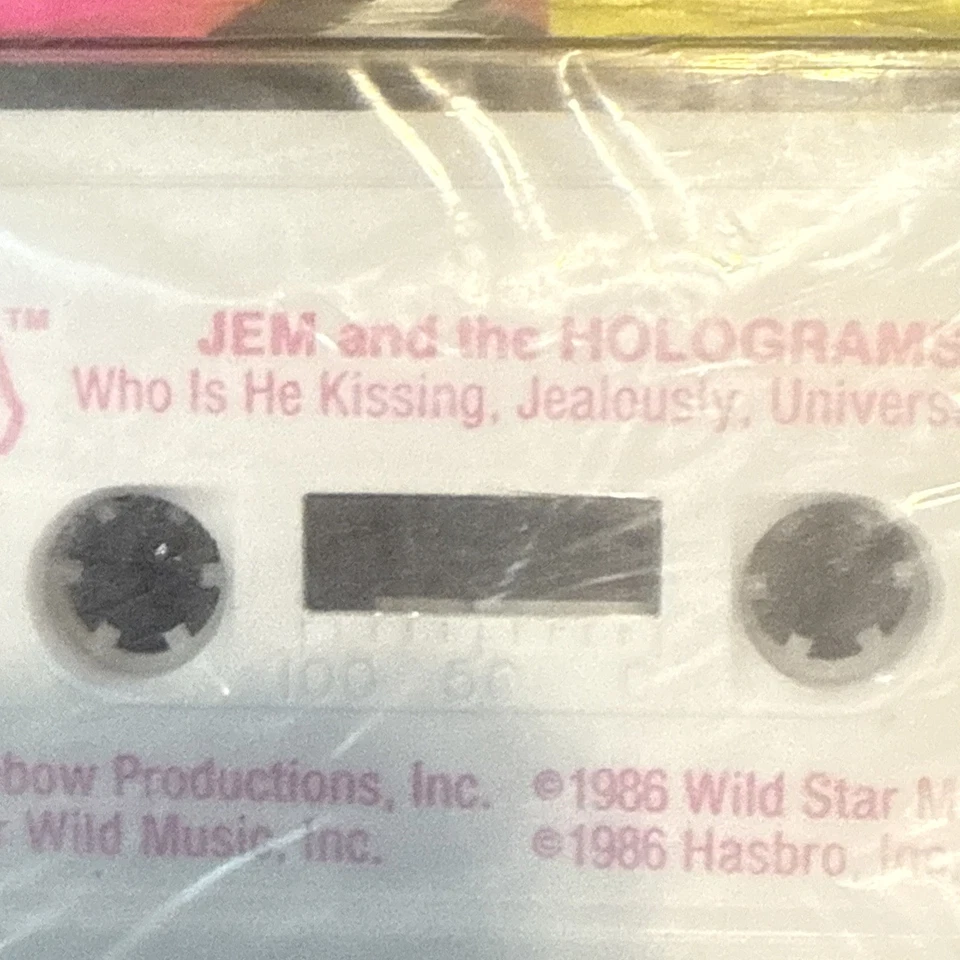 ™
JEM and the HOLOGRAMS
Who Is He Kissing, Jealously, Univers
bow Productions, Inc. ©1986 Wild Star M
r Wild Music, Inc. ©1986 Hasbro, Inc.